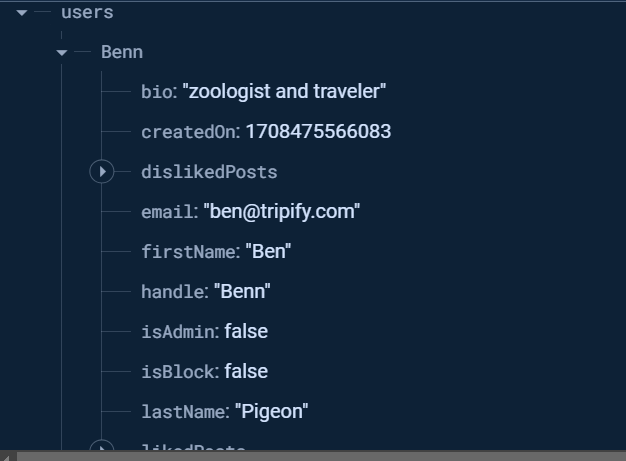 users
Benn
bio: "zoologist and traveler"
createdOn: 1708475566083
dislikedPosts
email: "ben@tripify.com"
firstName: "Ben"
handle: "Benn"
isAdmin: false
isBlock: false
lastName: "Pigeon"
likedPosts